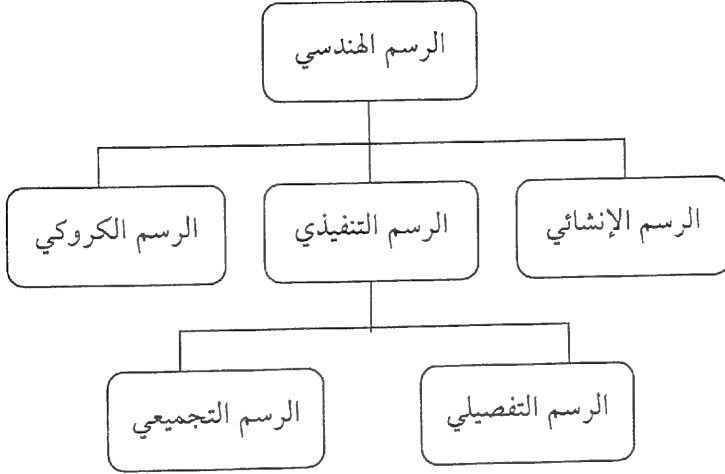 الرسم الهندسي
الرسم الإنشائي
الرسم التنفيذي
الرسم الكروكي
الرسم التفصيلي
الرسم التجميعي